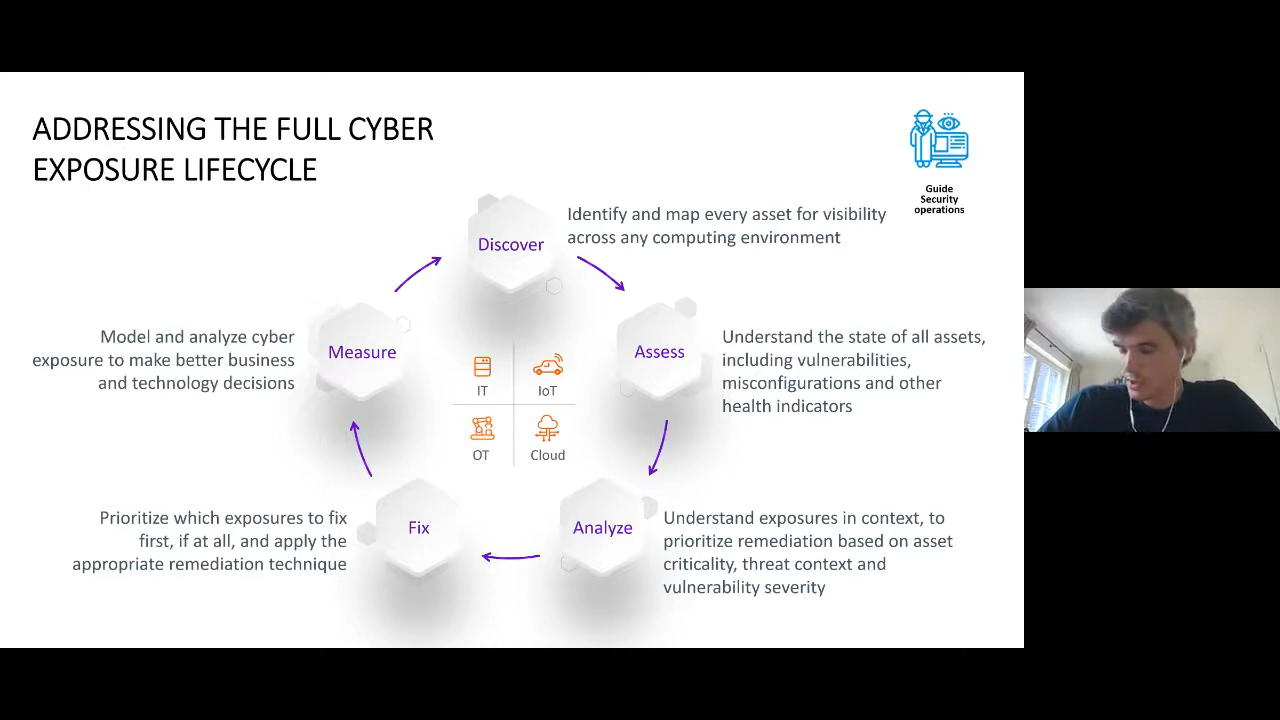 ADDRESSING THE FULL CYBER
EXPOSURE LIFECYCLE
Guide
Security
operations
Discover
Identify and map every asset for visibility
across any computing environment
Assess
Understand the state of all assets,
including vulnerabilities,
misconfigurations and other
health indicators
Analyze
Understand exposures in context, to
prioritize remediation based on asset
criticality, threat context and
vulnerability severity
Fix
Prioritize which exposures to fix
first, if at all, and apply the
appropriate remediation technique
Measure
Model and analyze cyber
exposure to make better business
and technology decisions
IT
IoT
OT
Cloud